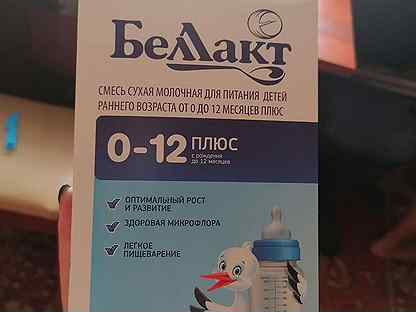 Беллакт
СМЕСЬ СУХАЯ МОЛОЧНАЯ ДЛЯ ПИТАНИЯ ДЕТЕЙ
РАННЕГО ВОЗРАСТА ОТ 0 ДО 12 МЕСЯЦЕВ ПЛЮС
0-12 ПЛЮС
с рождения
до 12 месяцев
ОПТИМАЛЬНЫЙ РОСТ
И РАЗВИТИЕ
ЗДОРОВАЯ МИКРОФЛОРА
ЛЕГКОЕ
ПИЩЕВАРЕНИЕ